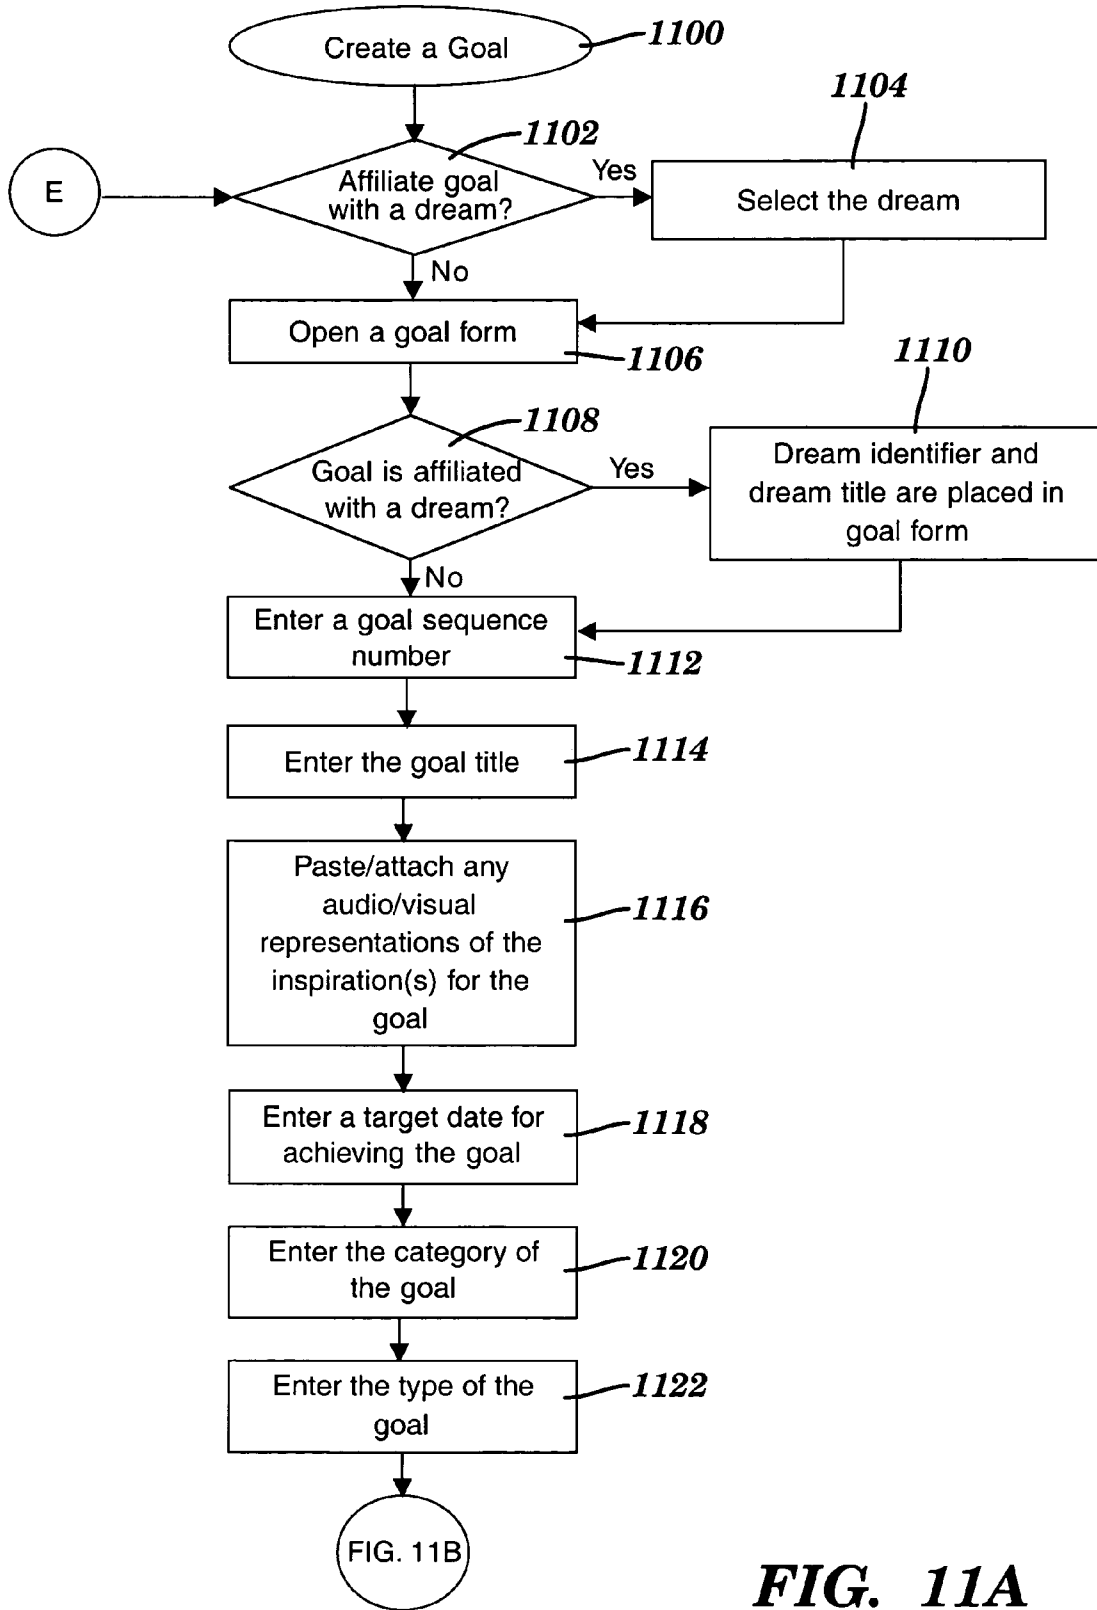 Create a Goal
1100
1102
1104
E
Affiliate goal
with a dream?
Yes
Select the dream
No
Open a goal form
1106
1108
1110
Goal is affiliated
with a dream?
Yes
Dream identifier and
dream title are placed in
goal form
No
Enter a goal sequence
number
1112
Enter the goal title
1114
Paste/attach any
audio/visual
representations of the
inspiration(s) for the
goal
1116
Enter a target date for
achieving the goal
1118
Enter the category of
the goal
1120
Enter the type of the
goal
1122
FIG. 11B
FIG. 11A